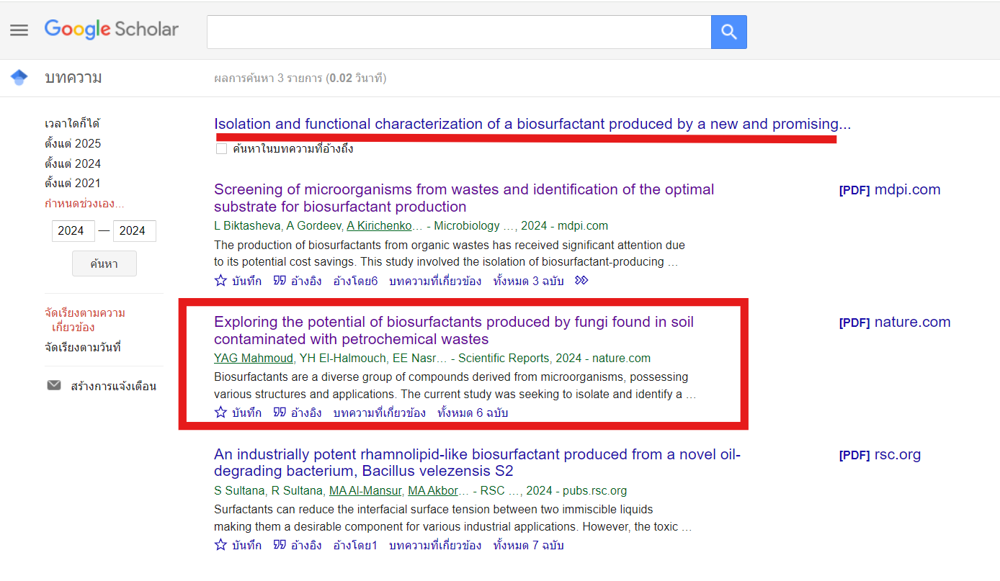 Google Scholar
บทความ
ผลการค้นหา 3 รายการ (0.02 วินาที)
เวลาใดก็ได้
ตั้งแต่ 2025
ตั้งแต่ 2024
ตั้งแต่ 2021
กำหนดช่วงเอง...
2024 — 2024
ค้นหา
จัดเรียงตามความ
เกี่ยวข้อง
จัดเรียงตามวันที่
สร้างการแจ้งเตือน
Isolation and functional characterization of a biosurfactant produced by a new and promising...
ค้นหาในบทความที่อ้างถึง
Screening of microorganisms from wastes and identification of the optimal
substrate for biosurfactant production
L Biktasheva, A Gordeev, A Kirichenko… - Microbiology …, 2024 - mdpi.com
The production of biosurfactants from organic wastes has received significant attention due
to its potential cost savings. This study involved the isolation of biosurfactant-producing …
บันทึก อ้างอิง อ้างโดย6 บทความที่เกี่ยวข้อง ทั้งหมด 3 ฉบับ
[PDF] mdpi.com
Exploring the potential of biosurfactants produced by fungi found in soil
contaminated with petrochemical wastes
YAG Mahmoud, YH El-Halmouch, EE Nasr… - Scientific Reports, 2024 - nature.com
Biosurfactants are a diverse group of compounds derived from microorganisms, possessing
various structures and applications. The current study was seeking to isolate and identify a …
บันทึก อ้างอิง บทความที่เกี่ยวข้อง ทั้งหมด 6 ฉบับ
[PDF] nature.com
An industrially potent rhamnolipid-like biosurfactant produced from a novel oil-
degrading bacterium, Bacillus velezensis S2
S Sultana, R Sultana, MA Al-Mansur, MA Akbor… - RSC …, 2024 - pubs.rsc.org
Surfactants can reduce the interfacial surface tension between two immiscible liquids
making them a desirable component for various industrial applications. However, the toxic …
บันทึก อ้างอิง อ้างโดย1 บทความที่เกี่ยวข้อง ทั้งหมด 7 ฉบับ
[PDF] rsc.org